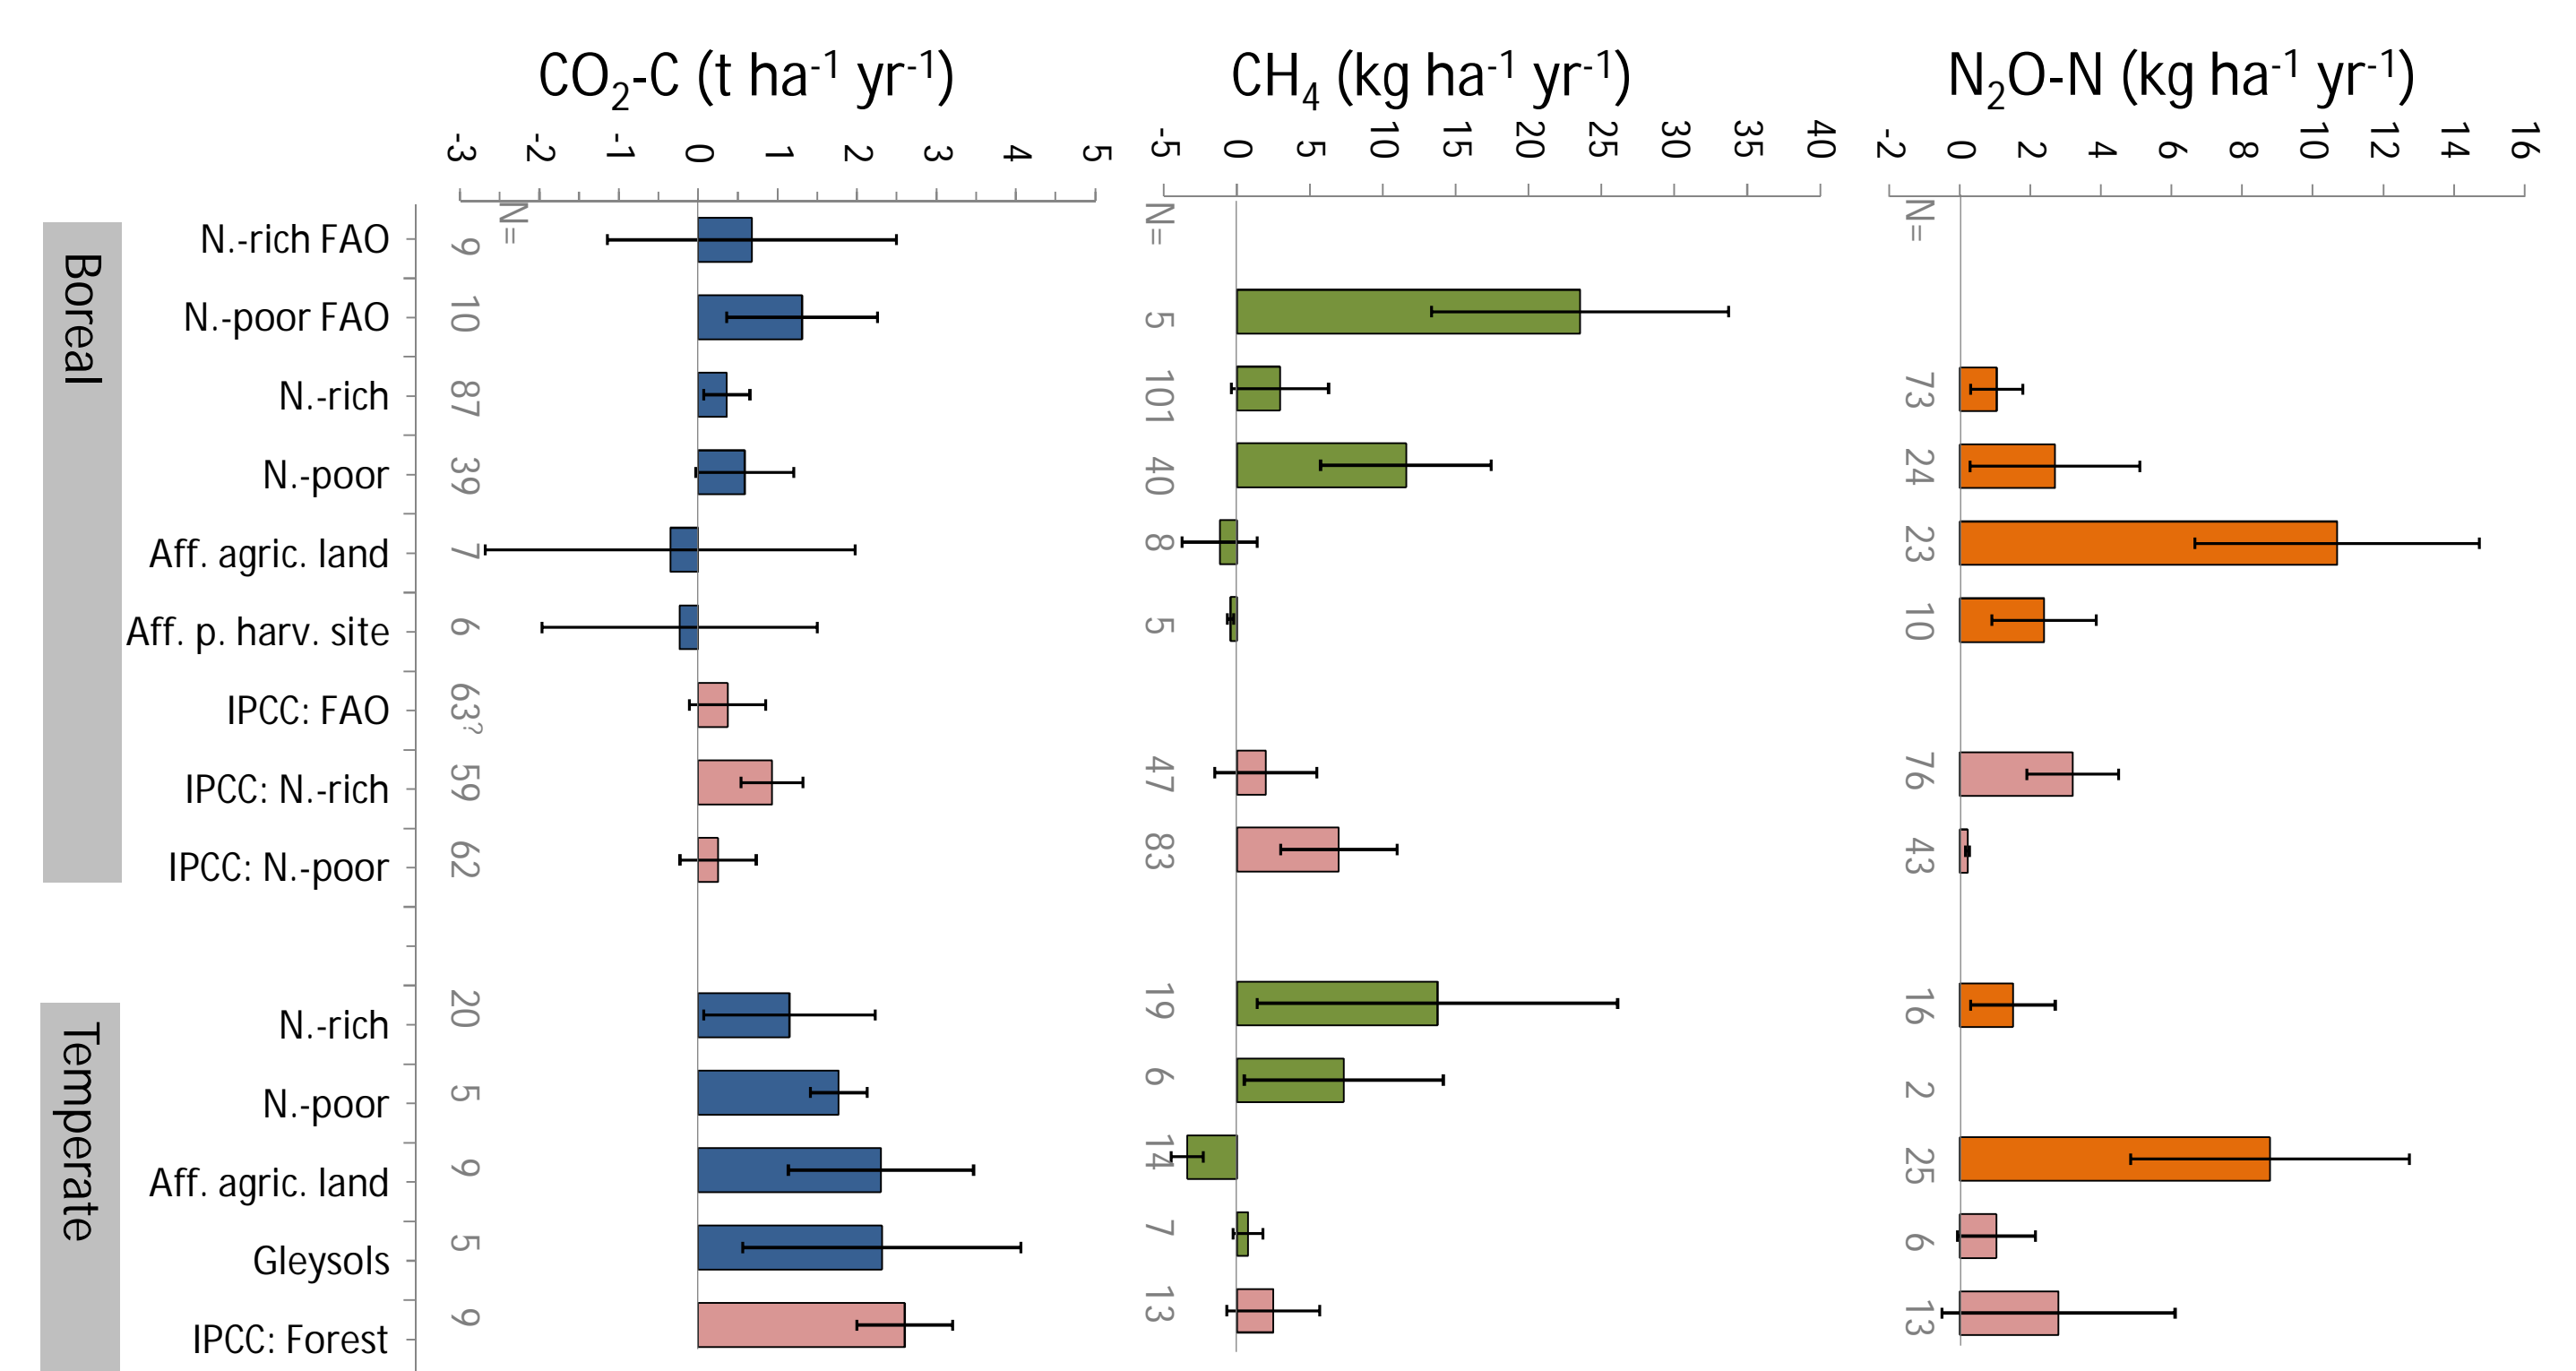 CO2-C (t ha-1 yr-1) CH4 (kg ha-1 yr-1) N2O-N (kg ha-1 yr-1)
-3 -2 -1 0 1 2 3 4 5 -5 0 5 10 15 20 25 30 35 40 -2 0 2 4 6 8 10 12 14 16
N= N= N=
Boreal
N.-rich FAO 9
N.-poor FAO 10 5
N.-rich 87 101 73
N.-poor 39 40 24
Aff. agric. land 7 8 23
Aff. p. harv. site 6 5 10
IPCC: FAO 63?
IPCC: N.-rich 59 47 76
IPCC: N.-poor 62 83 43
Temperate
N.-rich 20 19 16
N.-poor 5 6 2
Aff. agric. land 9 14 25
Gleysols 5 7 6
IPCC: Forest 9 13 13